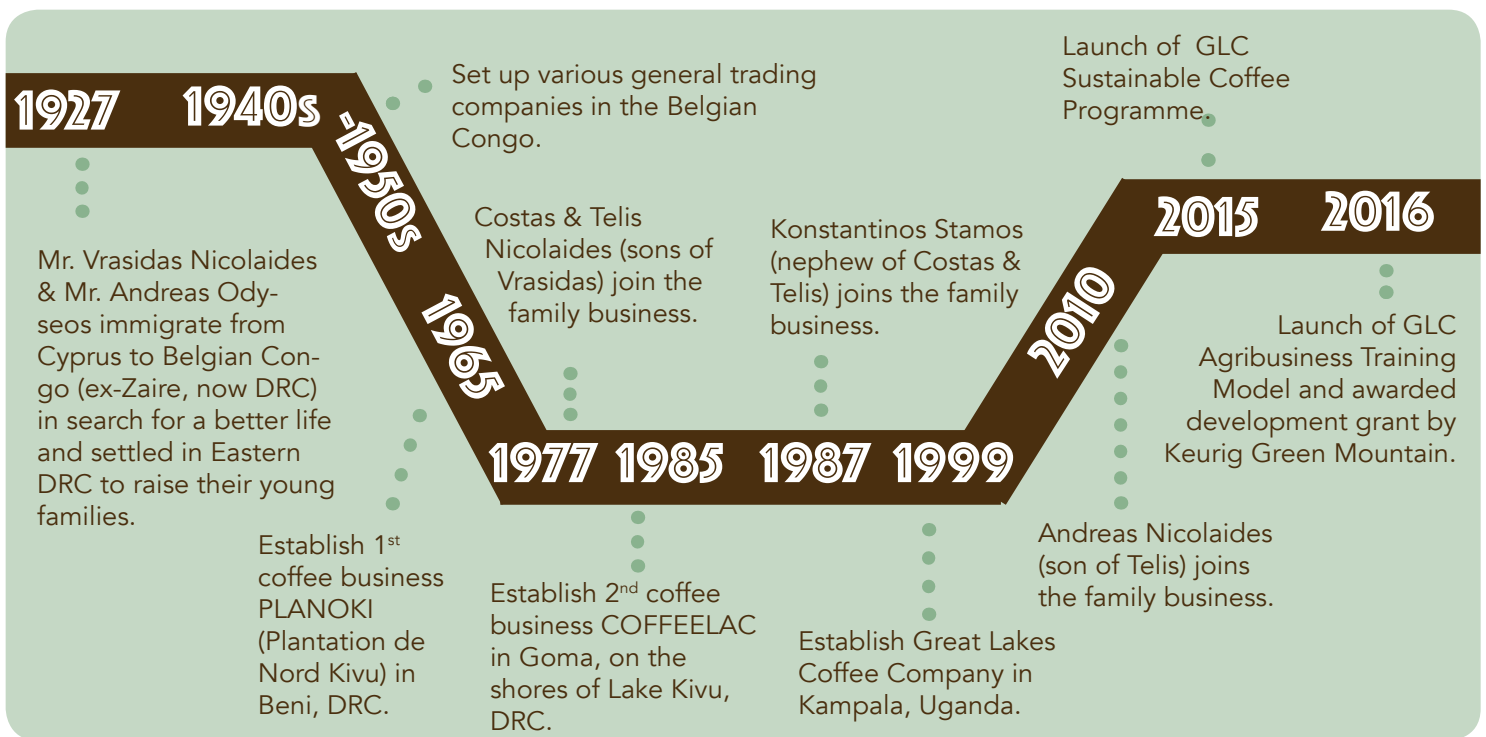 1927
Mr. Vrasidas Nicolaides
& Mr. Andreas Ody-
seos immigrate from
Cyprus to Belgian Con-
go (ex-Zaire, now DRC)
in search for a better life
and settled in Eastern
DRC to raise their young
families.
1940s
-1950s
Set up various general trading
companies in the Belgian
Congo.
1965
Establish 1st
coffee business
PLANOKI
(Plantation de
Nord Kivu) in
Beni, DRC.
1977
Costas & Telis
Nicolaides (sons of
Vrasidas) join the
family business.
1985
Establish 2nd coffee
business COFFEELAC
in Goma, on the
shores of Lake Kivu,
DRC.
1987
Konstantinos Stamos
(nephew of Costas &
Telis) joins the family
business.
1999
Establish Great Lakes
Coffee Company in
Kampala, Uganda.
2010
Andreas Nicolaides
(son of Telis) joins
the family business.
2015
Launch of GLC
Sustainable Coffee
Programme.
2016
Launch of GLC
Agribusiness Training
Model and awarded
development grant by
Keurig Green Mountain.